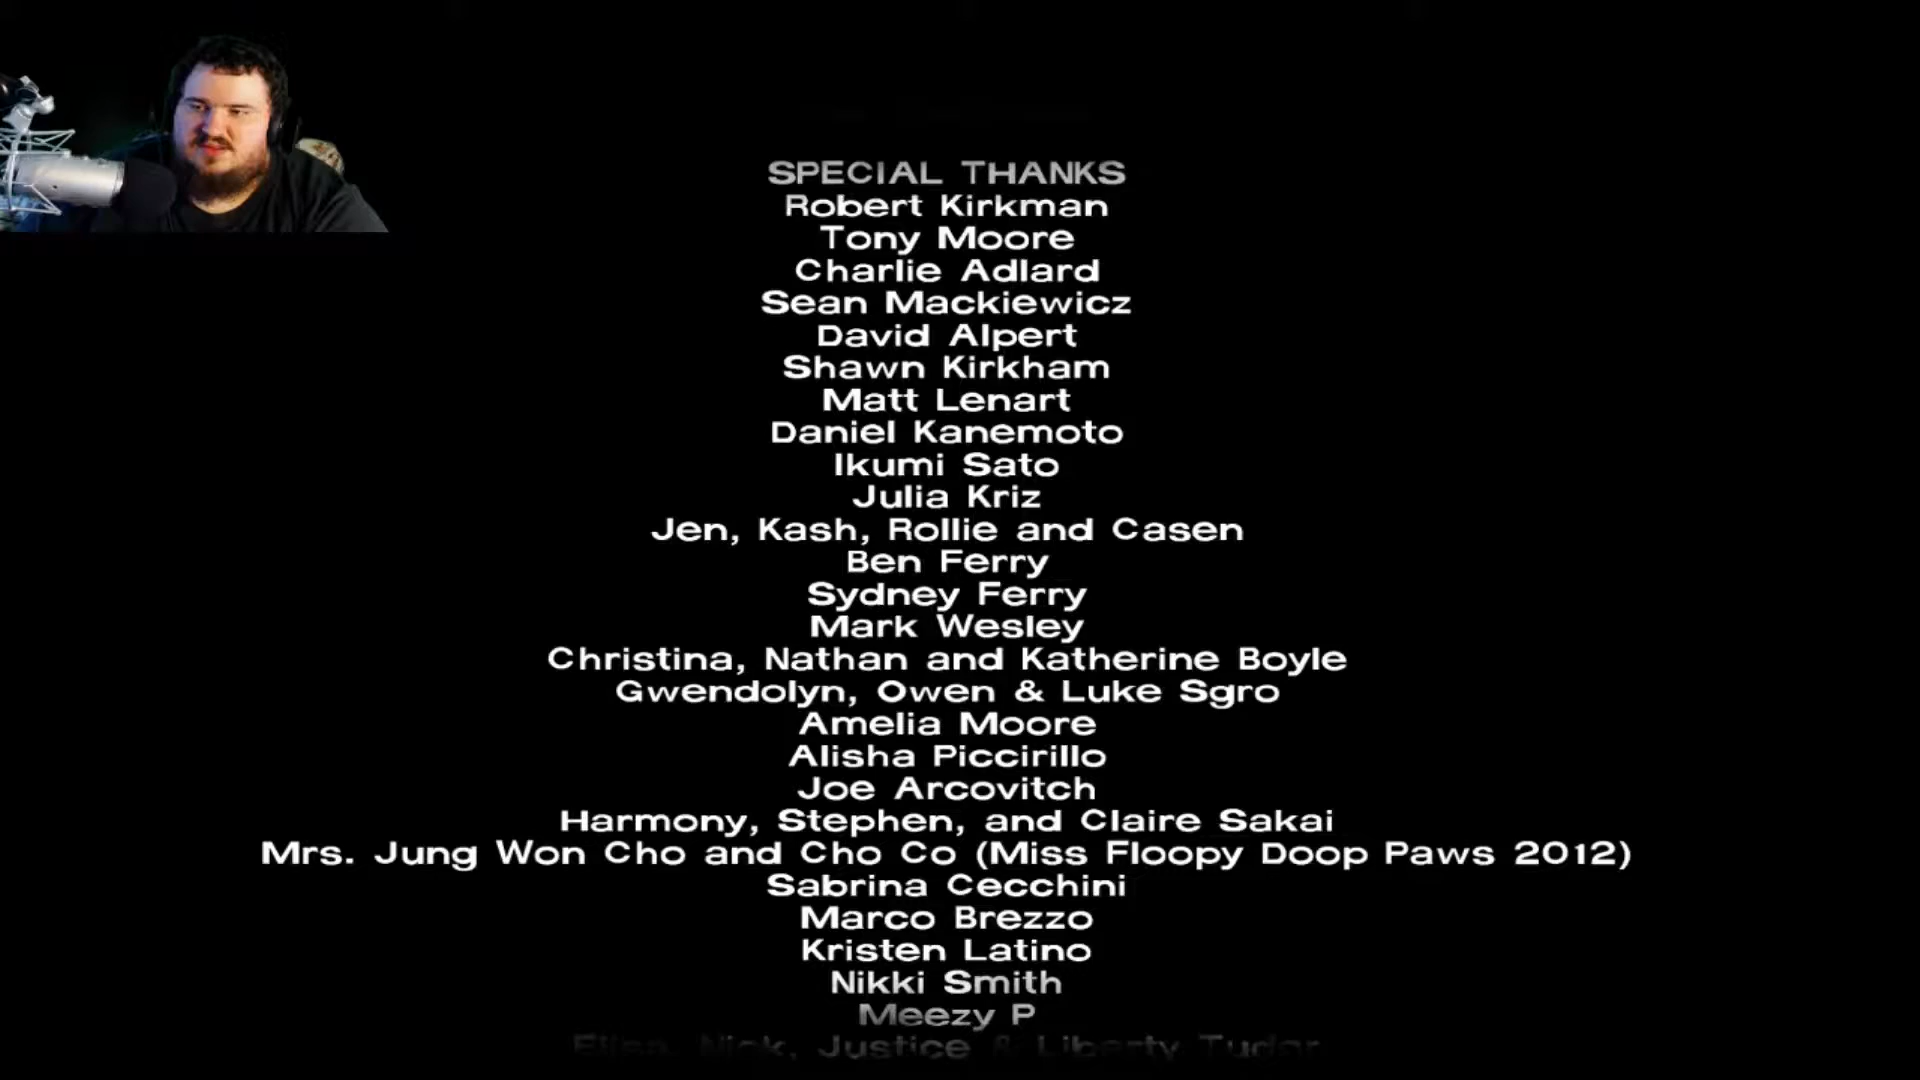 SPECIAL THANKS
Robert Kirkman
Tony Moore
Charlie Adlard
Sean Mackiewicz
David Alpert
Shawn Kirkham
Matt Lenart
Daniel Kanemoto
Ikumi Sato
Julia Kriz
Jen, Kash, Rollie and Casen
Ben Ferry
Sydney Ferry
Mark Wesley
Christina, Nathan and Katherine Boyle
Gwendolyn, Owen & Luke Sgro
Amelia Moore
Alisha Piccirillo
Joe Arcovitch
Harmony, Stephen, and Claire Sakai
Mrs. Jung Won Cho and Cho Co (Miss Floopy Doop Paws 2012)
Sabrina Cecchini
Marco Brezzo
Kristen Latino
Nikki Smith
Meezy P
Nick, Justice & Liberty